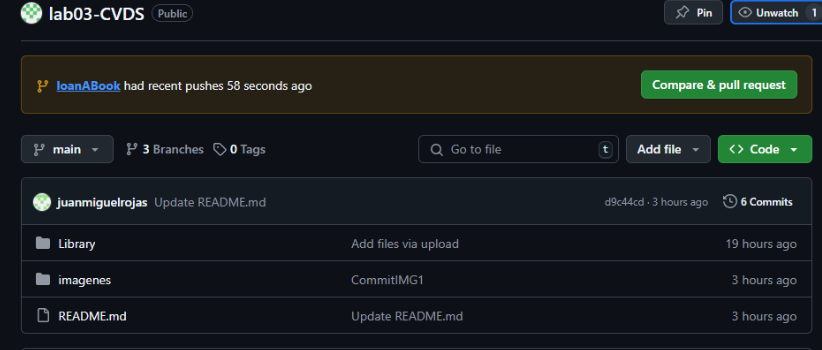 lab03-CVDS Public Pin Unwatch 1
loanABook had recent pushes 58 seconds ago Compare & pull request
main 3 Branches 0 Tags Go to file t Add file Code
juanmiguelrojas Update README.md d9c44cd · 3 hours ago 6 Commits
Library Add files via upload 19 hours ago
imagenes CommitIMG1 3 hours ago
README.md Update README.md 3 hours ago